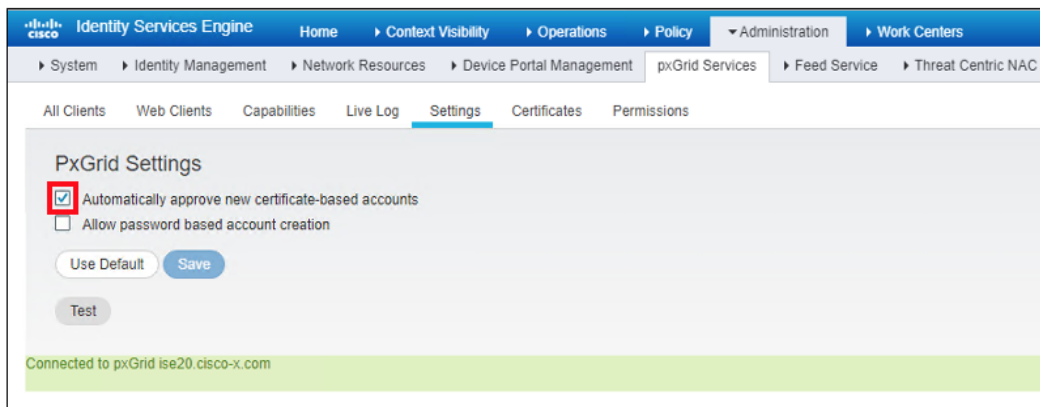 cisco Identity Services Engine Home Context Visibility Operations Policy Administration Work Centers
System Identity Management Network Resources Device Portal Management pxGrid Services Feed Service Threat Centric NAC
All Clients Web Clients Capabilities Live Log Settings Certificates Permissions
PxGrid Settings
Automatically approve new certificate-based accounts
Allow password based account creation
Use Default Save
Test
Connected to pxGrid ise20.cisco-x.com